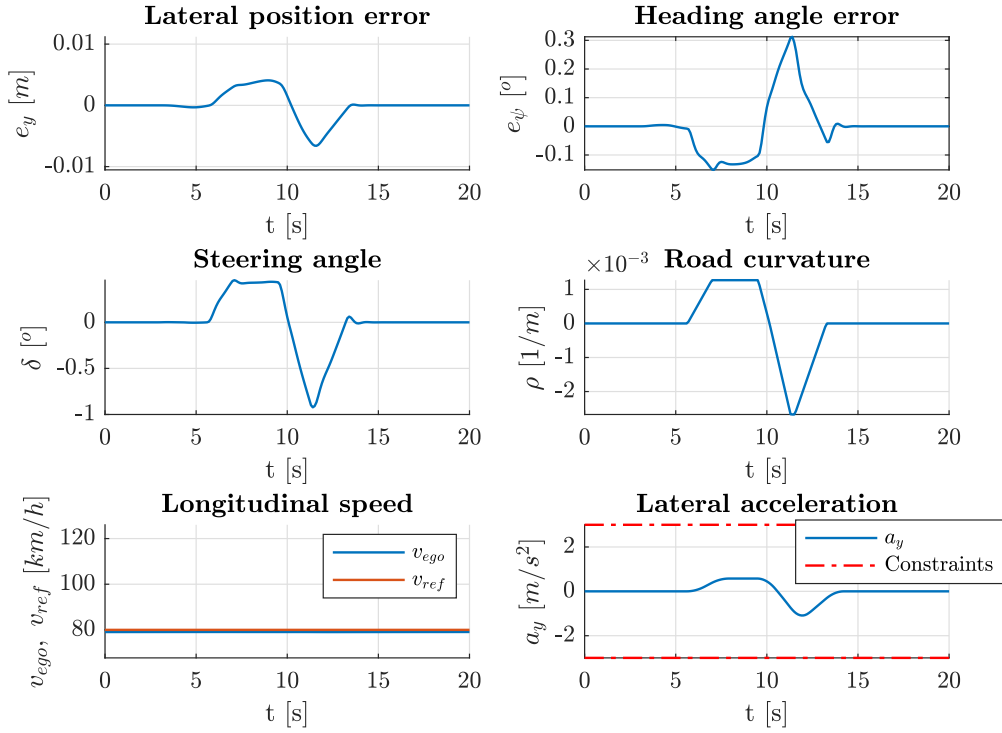 Lateral position error
0.01
0
-0.01
e_y [m]
0 5 10 15 20
t [s]
Heading angle error
0.3
0.2
0.1
0
-0.1
e_ψ [°]
0 5 10 15 20
t [s]
Steering angle
0
-0.5
-1
δ [°]
0 5 10 15 20
t [s]
×10⁻³ Road curvature
1
0
-1
-2
ρ [1/m]
0 5 10 15 20
t [s]
Longitudinal speed
120
100
80
v_ego, v_ref [km/h]
v_ego
v_ref
0 5 10 15 20
t [s]
Lateral acceleration
2
0
-2
a_y [m/s²]
a_y
Constraints
0 5 10 15 20
t [s]